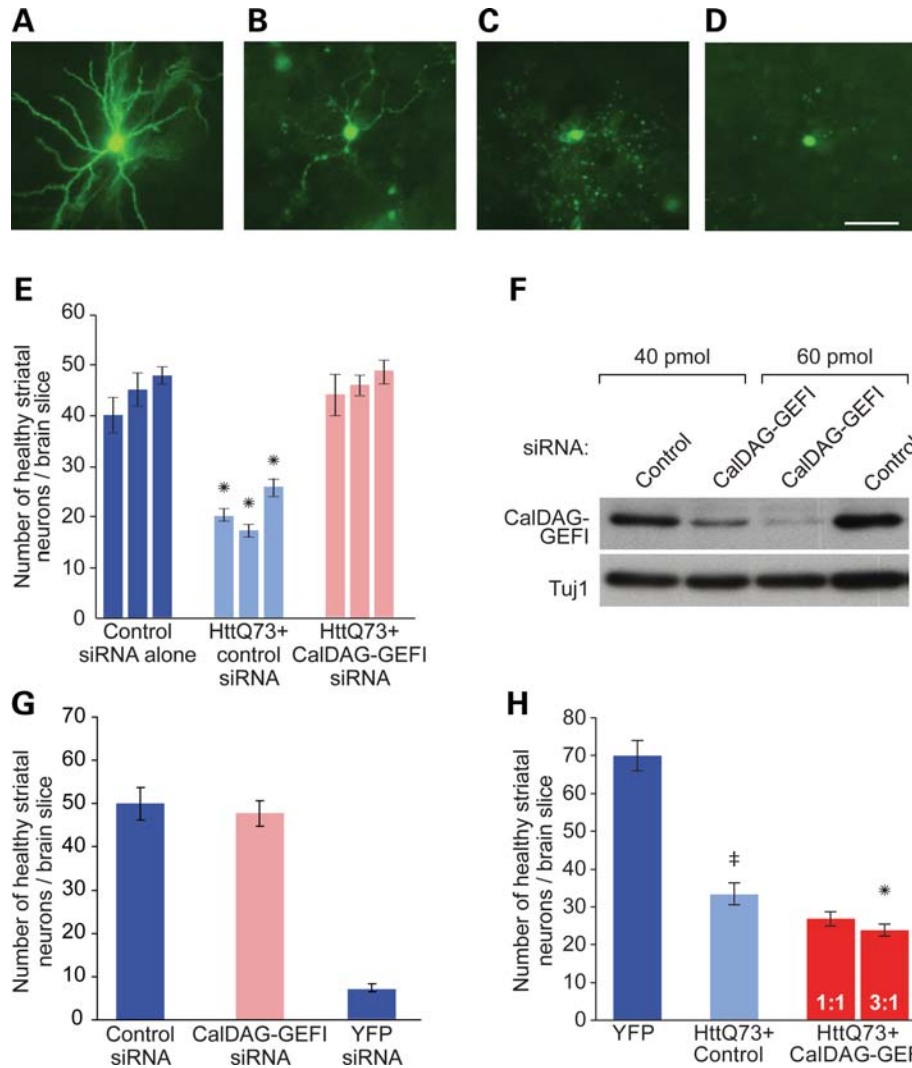 A
B
C
D
E
Number of healthy striatal
neurons / brain slice
60
50
40
30
20
10
0
*
*
*
Control
siRNA alone
HttQ73+
control
siRNA
HttQ73+
CalDAG-GEFI
siRNA
F
40 pmol
60 pmol
siRNA:
Control
CalDAG-GEFI
CalDAG-GEFI
Control
CalDAG-
GEFI
Tuj1
G
Number of healthy striatal
neurons / brain slice
70
60
50
40
30
20
10
0
Control
siRNA
CalDAG-GEFI
siRNA
YFP
siRNA
H
Number of healthy striatal
neurons / brain slice
80
70
60
50
40
30
20
10
0
‡
*
1:1
3:1
YFP
HttQ73+
Control
HttQ73+
CalDAG-GEF